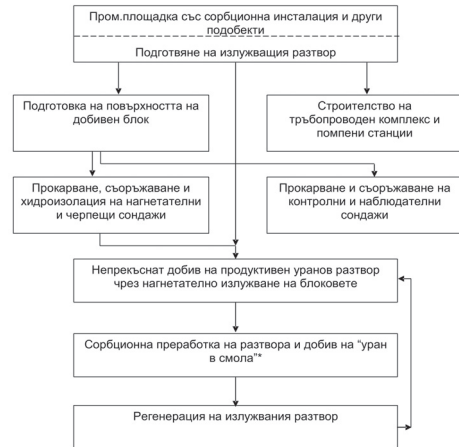 Пром.площадка със сорбционна инсталация и други
подобекти
Подготвяне на излужващия разтвор
Подготовка на повърхността на
добивен блок
Строителство на
тръбопроводен комплекс и
помпени станции
Прокарване, съоръжаване и
хидроизолация на нагнетателни
и черпещи сондажи
Прокарване и съоръжаване на
контролни и наблюдателни
сондажи
Непрекъснат добив на продуктивен уранов разтвор
чрез нагнетателно излужване на блоковете
Сорбционна преработка на разтвора и добив на “уран
в смола”*
Регенерация на излужвания разтвор